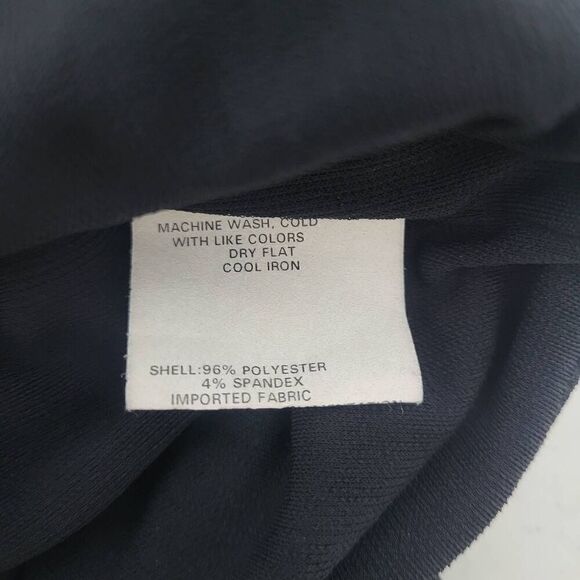 MACHINE WASH, COLD
WITH LIKE COLORS
DRY FLAT
COOL IRON
SHELL:96% POLYESTER
4% SPANDEX
IMPORTED FABRIC